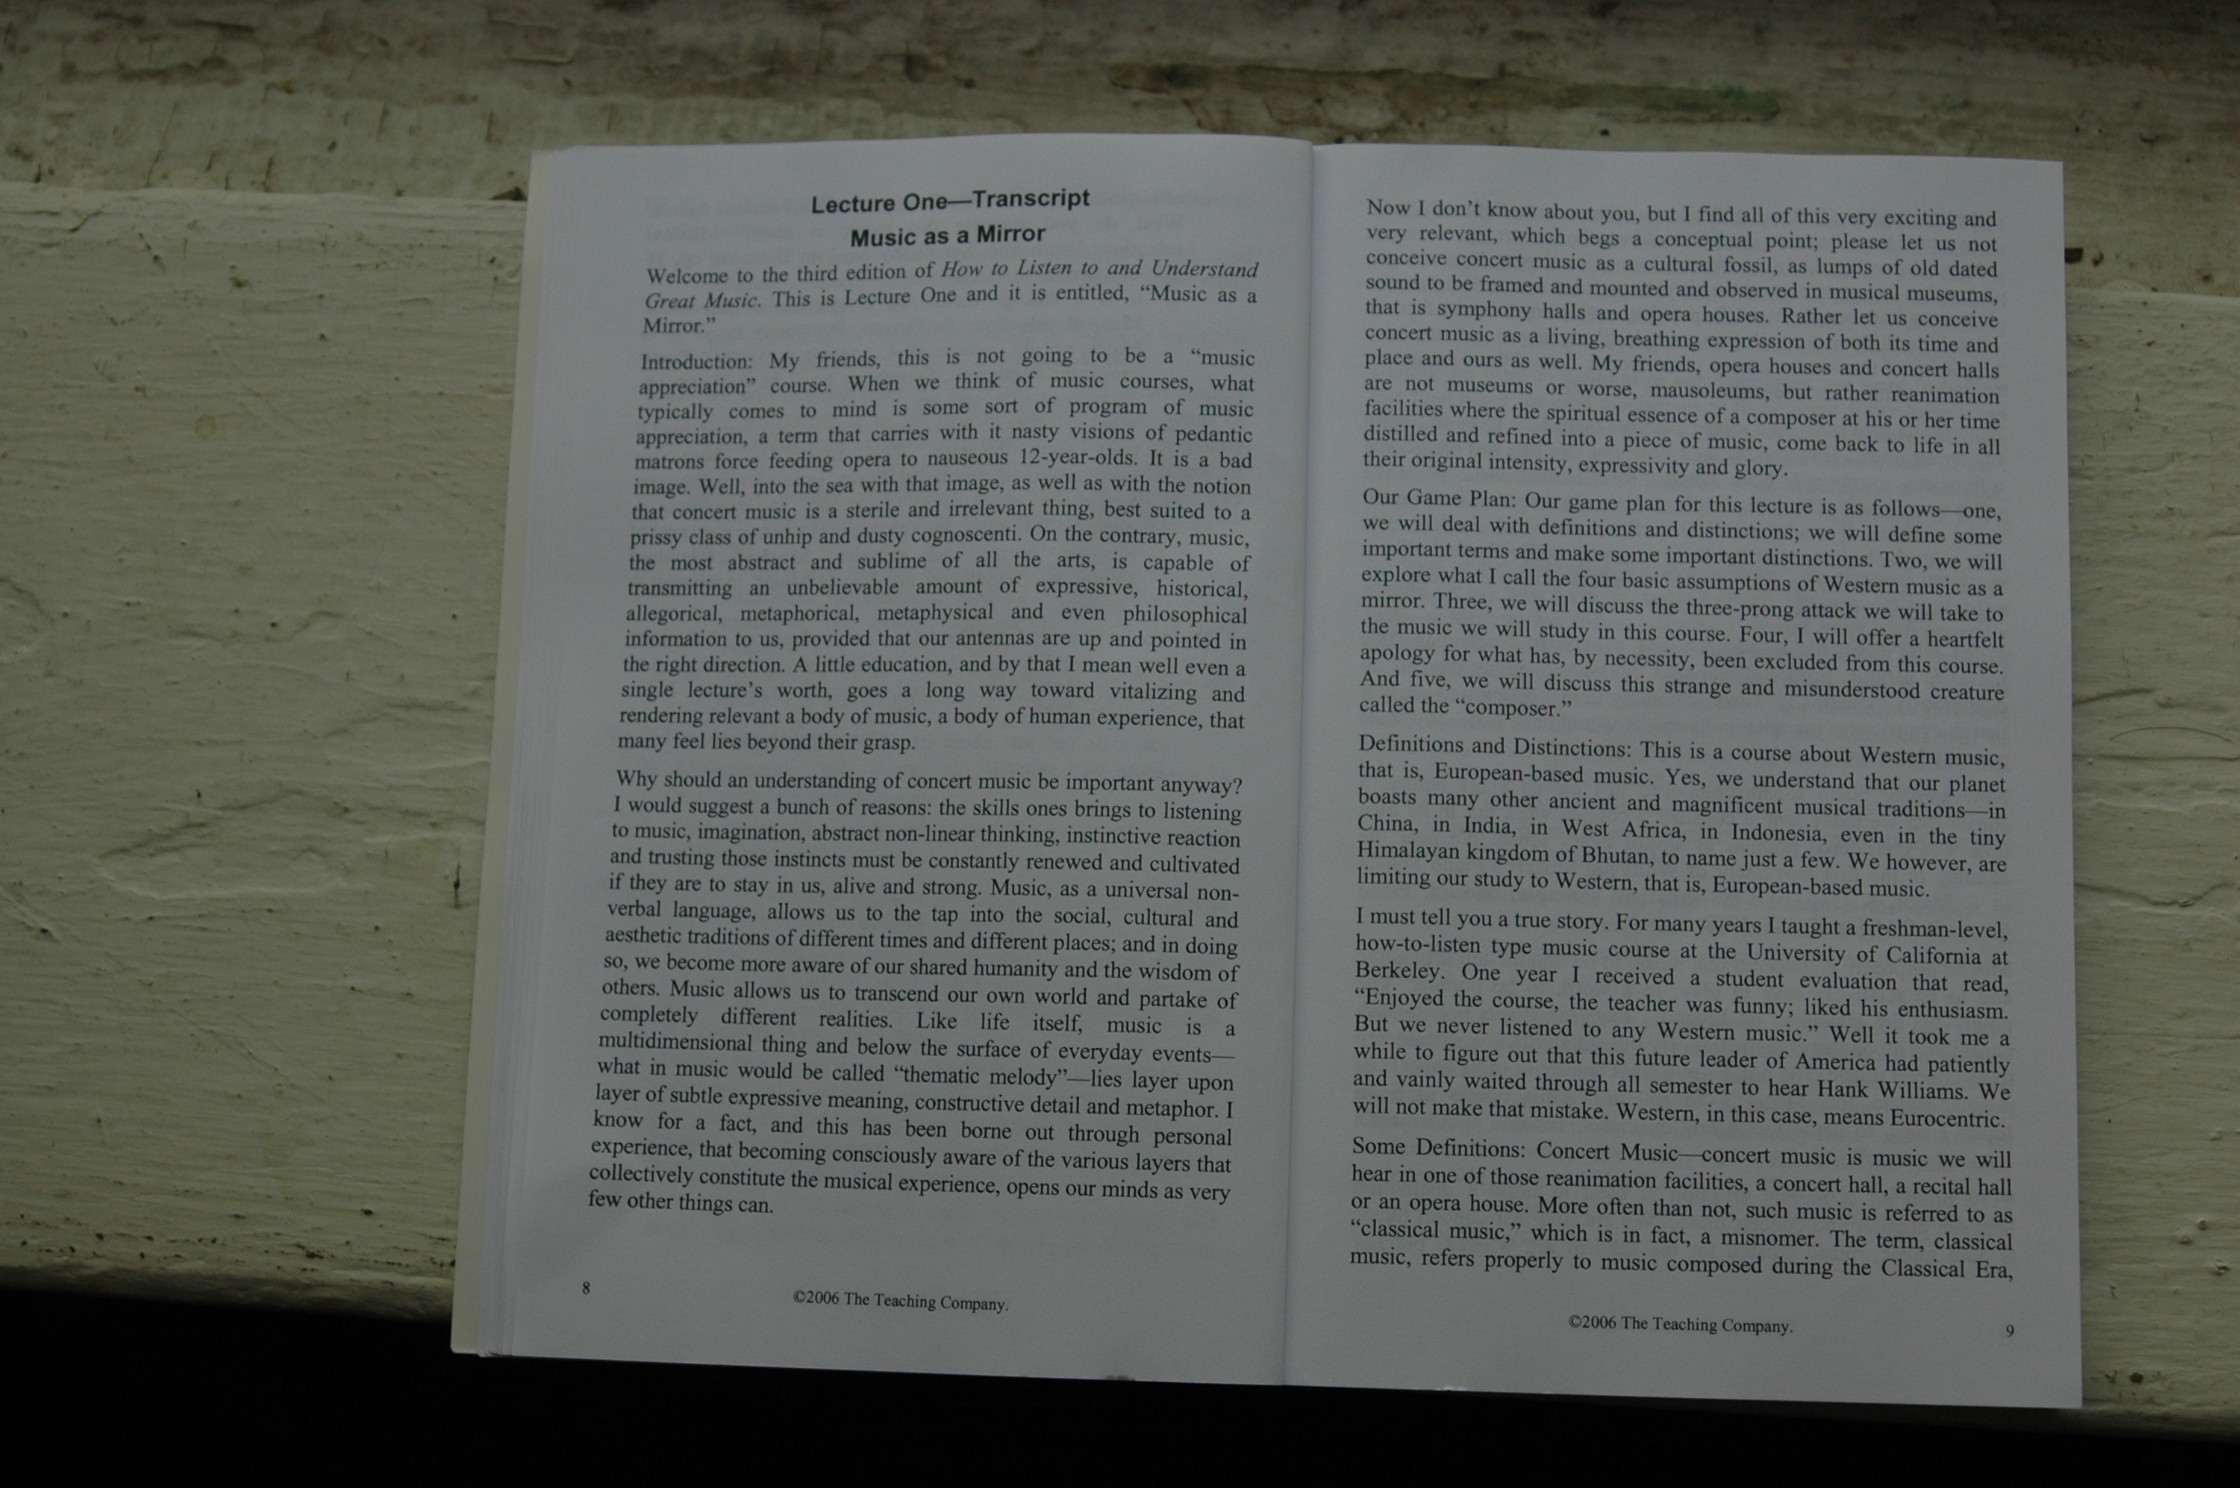 Lecture One—Transcript
Music as a Mirror
Welcome to the third edition of How to Listen to and Understand
Great Music. This is Lecture One and it is entitled, “Music as a
Mirror.”
Introduction: My friends, this is not going to be a “music
appreciation” course. When we think of music courses, what
typically comes to mind is some sort of program of music
appreciation, a term that carries with it nasty visions of pedantic
matrons force feeding opera to nauseous 12-year-olds. It is a bad
image. Well, into the sea with that image, as well as with the notion
that concert music is a sterile and irrelevant thing, best suited to a
prissy class of unhip and dusty cognoscenti. On the contrary, music,
the most abstract and sublime of all the arts, is capable of
transmitting an unbelievable amount of expressive, historical,
allegorical, metaphorical, metaphysical and even philosophical
information to us, provided that our antennas are up and pointed in
the right direction. A little education, and by that I mean well even a
single lecture’s worth, goes a long way toward vitalizing and
rendering relevant a body of music, a body of human experience, that
many feel lies beyond their grasp.
Why should an understanding of concert music be important anyway?
I would suggest a bunch of reasons: the skills ones brings to listening
to music, imagination, abstract non-linear thinking, instinctive reaction
and trusting those instincts must be constantly renewed and cultivated
if they are to stay in us, alive and strong. Music, as a universal non-
verbal language, allows us to the tap into the social, cultural and
aesthetic traditions of different times and different places; and in doing
so, we become more aware of our shared humanity and the wisdom of
others. Music allows us to transcend our own world and partake of
completely different realities. Like life itself, music is a
multidimensional thing and below the surface of everyday events—
what in music would be called “thematic melody”—lies layer upon
layer of subtle expressive meaning, constructive detail and metaphor. I
know for a fact, and this has been borne out through personal
experience, that becoming consciously aware of the various layers that
collectively constitute the musical experience, opens our minds as very
few other things can.
8
©2006 The Teaching Company.
Now I don’t know about you, but I find all of this very exciting and
very relevant, which begs a conceptual point; please let us not
conceive concert music as a cultural fossil, as lumps of old dated
sound to be framed and mounted and observed in musical museums,
that is symphony halls and opera houses. Rather let us conceive
concert music as a living, breathing expression of both its time and
place and ours as well. My friends, opera houses and concert halls
are not museums or worse, mausoleums, but rather reanimation
facilities where the spiritual essence of a composer at his or her time
distilled and refined into a piece of music, come back to life in all
their original intensity, expressivity and glory.
Our Game Plan: Our game plan for this lecture is as follows—one,
we will deal with definitions and distinctions; we will define some
important terms and make some important distinctions. Two, we will
explore what I call the four basic assumptions of Western music as a
mirror. Three, we will discuss the three-prong attack we will take to
the music we will study in this course. Four, I will offer a heartfelt
apology for what has, by necessity, been excluded from this course.
And five, we will discuss this strange and misunderstood creature
called the “composer.”
Definitions and Distinctions: This is a course about Western music,
that is, European-based music. Yes, we understand that our planet
boasts many other ancient and magnificent musical traditions—in
China, in India, in West Africa, in Indonesia, even in the tiny
Himalayan kingdom of Bhutan, to name just a few. We however, are
limiting our study to Western, that is, European-based music.
I must tell you a true story. For many years I taught a freshman-level,
how-to-listen type music course at the University of California at
Berkeley. One year I received a student evaluation that read,
“Enjoyed the course, the teacher was funny; liked his enthusiasm.
But we never listened to any Western music.” Well it took me a
while to figure out that this future leader of America had patiently
and vainly waited through all semester to hear Hank Williams. We
will not make that mistake. Western, in this case, means Eurocentric.
Some Definitions: Concert Music—concert music is music we will
hear in one of those reanimation facilities, a concert hall, a recital hall
or an opera house. More often than not, such music is referred to as
“classical music,” which is in fact, a misnomer. The term, classical
music, refers properly to music composed during the Classical Era,
©2006 The Teaching Company.
9